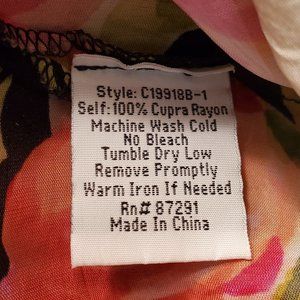 Style: C19918B-1
Self:100% Cupra Rayon
Machine Wash Cold
No Bleach
Tumble Dry Low
Remove Promptly
Warm Iron If Needed
Rn# 87291
Made In China